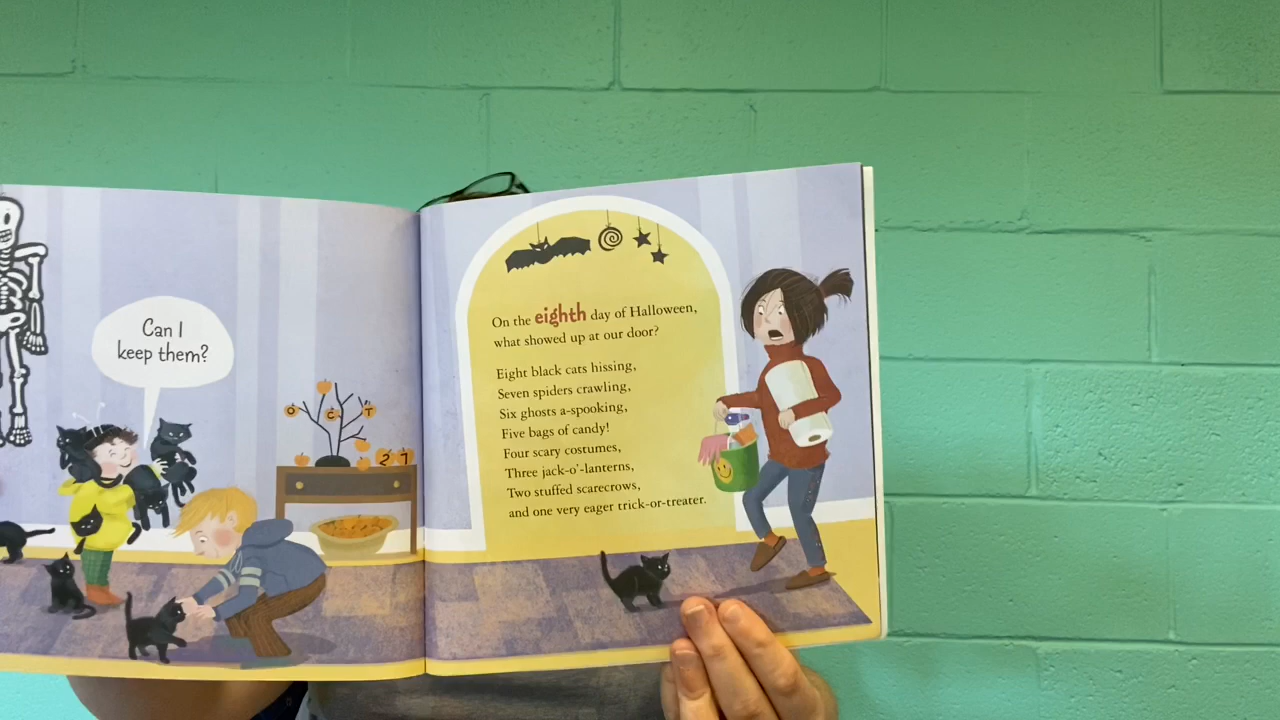 Can I
keep them?
O C T
2 7
On the eighth day of Halloween,
what showed up at our door?
Eight black cats hissing,
Seven spiders crawling,
Six ghosts a-spooking,
Five bags of candy!
Four scary costumes,
Three jack-o'-lanterns,
Two stuffed scarecrows,
and one very eager trick-or-treater.